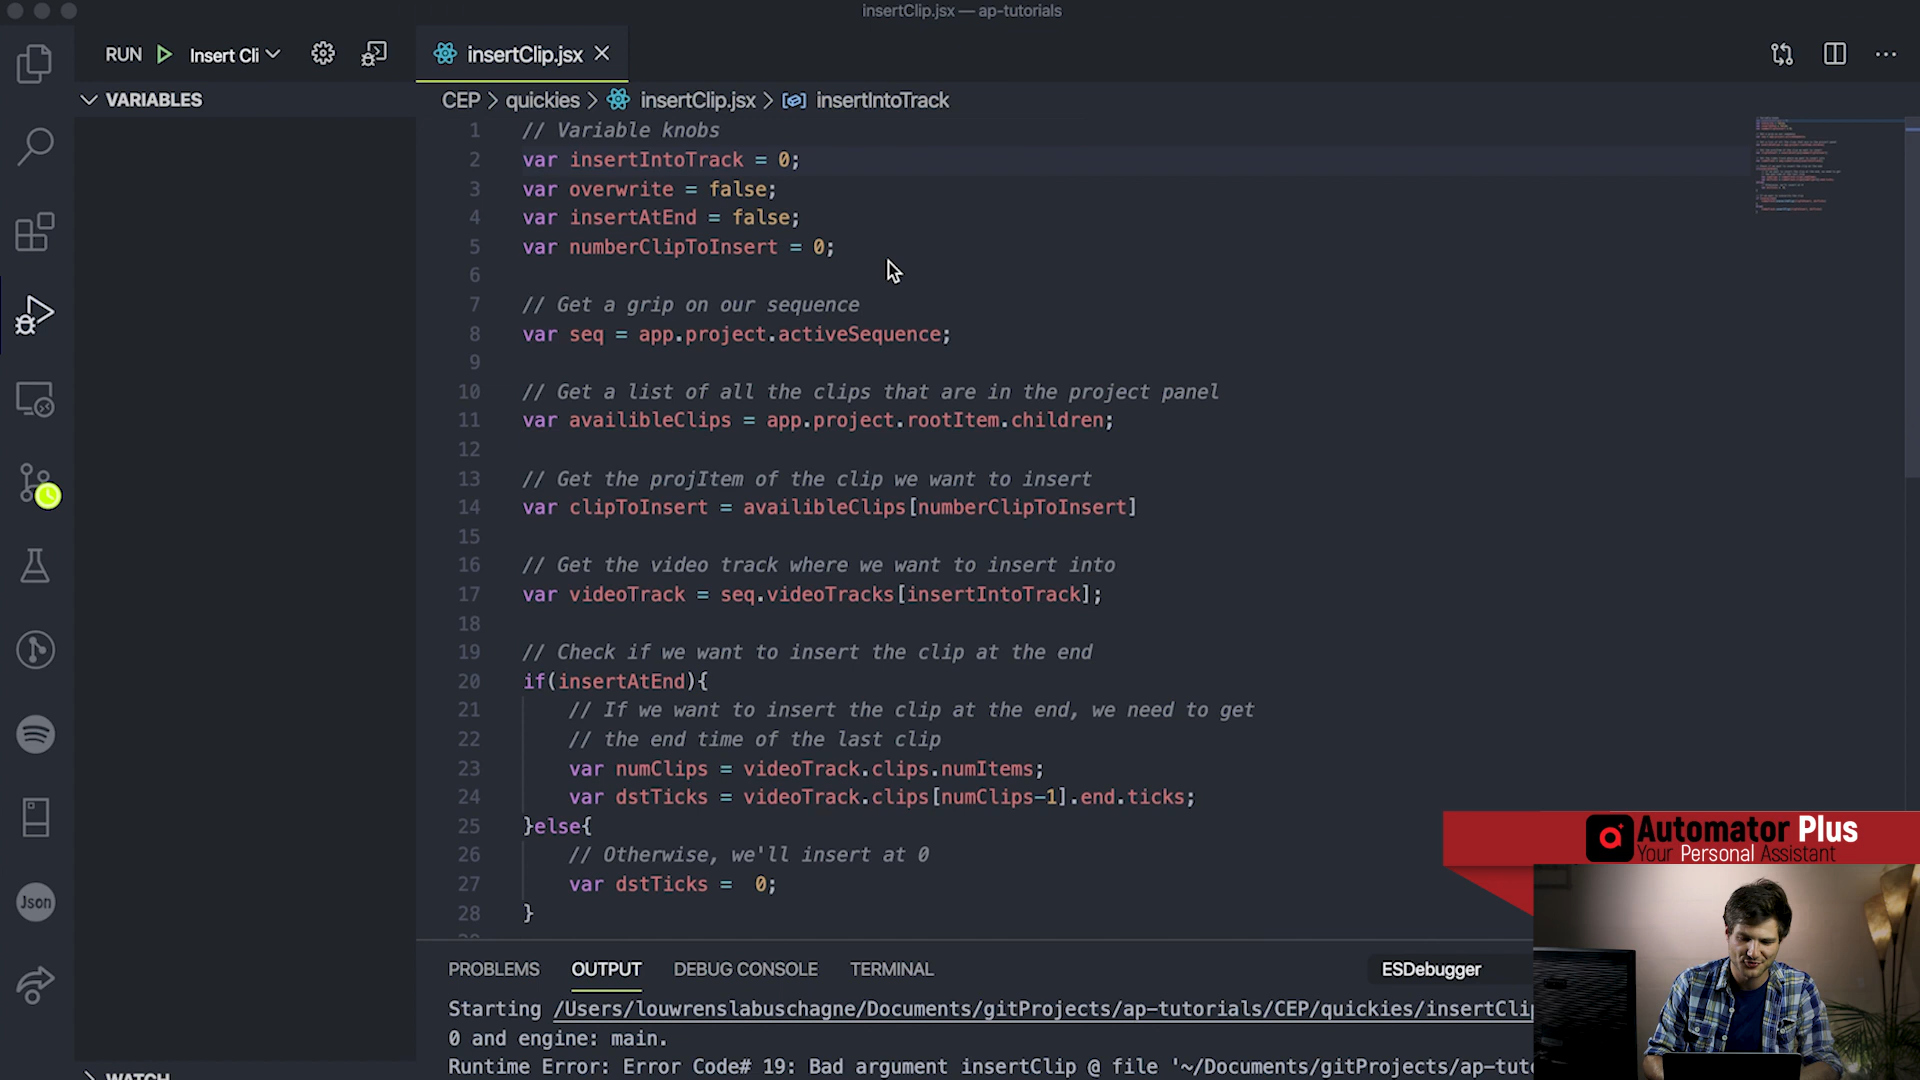 insertClip.jsx — ap-tutorials
RUN Insert Cli
insertClip.jsx
VARIABLES
CEP > quickies > insertClip.jsx > insertIntoTrack
1 // Variable knobs
2 var insertIntoTrack = 0;
3 var overwrite = false;
4 var insertAtEnd = false;
5 var numberClipToInsert = 0;
6
7 // Get a grip on our sequence
8 var seq = app.project.activeSequence;
9
10 // Get a list of all the clips that are in the project panel
11 var availibleClips = app.project.rootItem.children;
12
13 // Get the projItem of the clip we want to insert
14 var clipToInsert = availibleClips[numberClipToInsert]
15
16 // Get the video track where we want to insert into
17 var videoTrack = seq.videoTracks[insertIntoTrack];
18
19 // Check if we want to insert the clip at the end
20 if(insertAtEnd){
21 // If we want to insert the clip at the end, we need to get
22 // the end time of the last clip
23 var numClips = videoTrack.clips.numItems;
24 var dstTicks = videoTrack.clips[numClips-1].end.ticks;
25 }else{
26 // Otherwise, we'll insert at 0
27 var dstTicks = 0;
28 }
Json
Automator Plus
Your Personal Assistant
PROBLEMS OUTPUT DEBUG CONSOLE TERMINAL ESDebugger
Starting /Users/louwrenslabuschagne/Documents/gitProjects/ap-tutorials/CEP/quickies/insertClip
0 and engine: main.
Runtime Error: Error Code# 19: Bad argument insertClip @ file '~/Documents/gitProjects/ap-tuto
WATCH